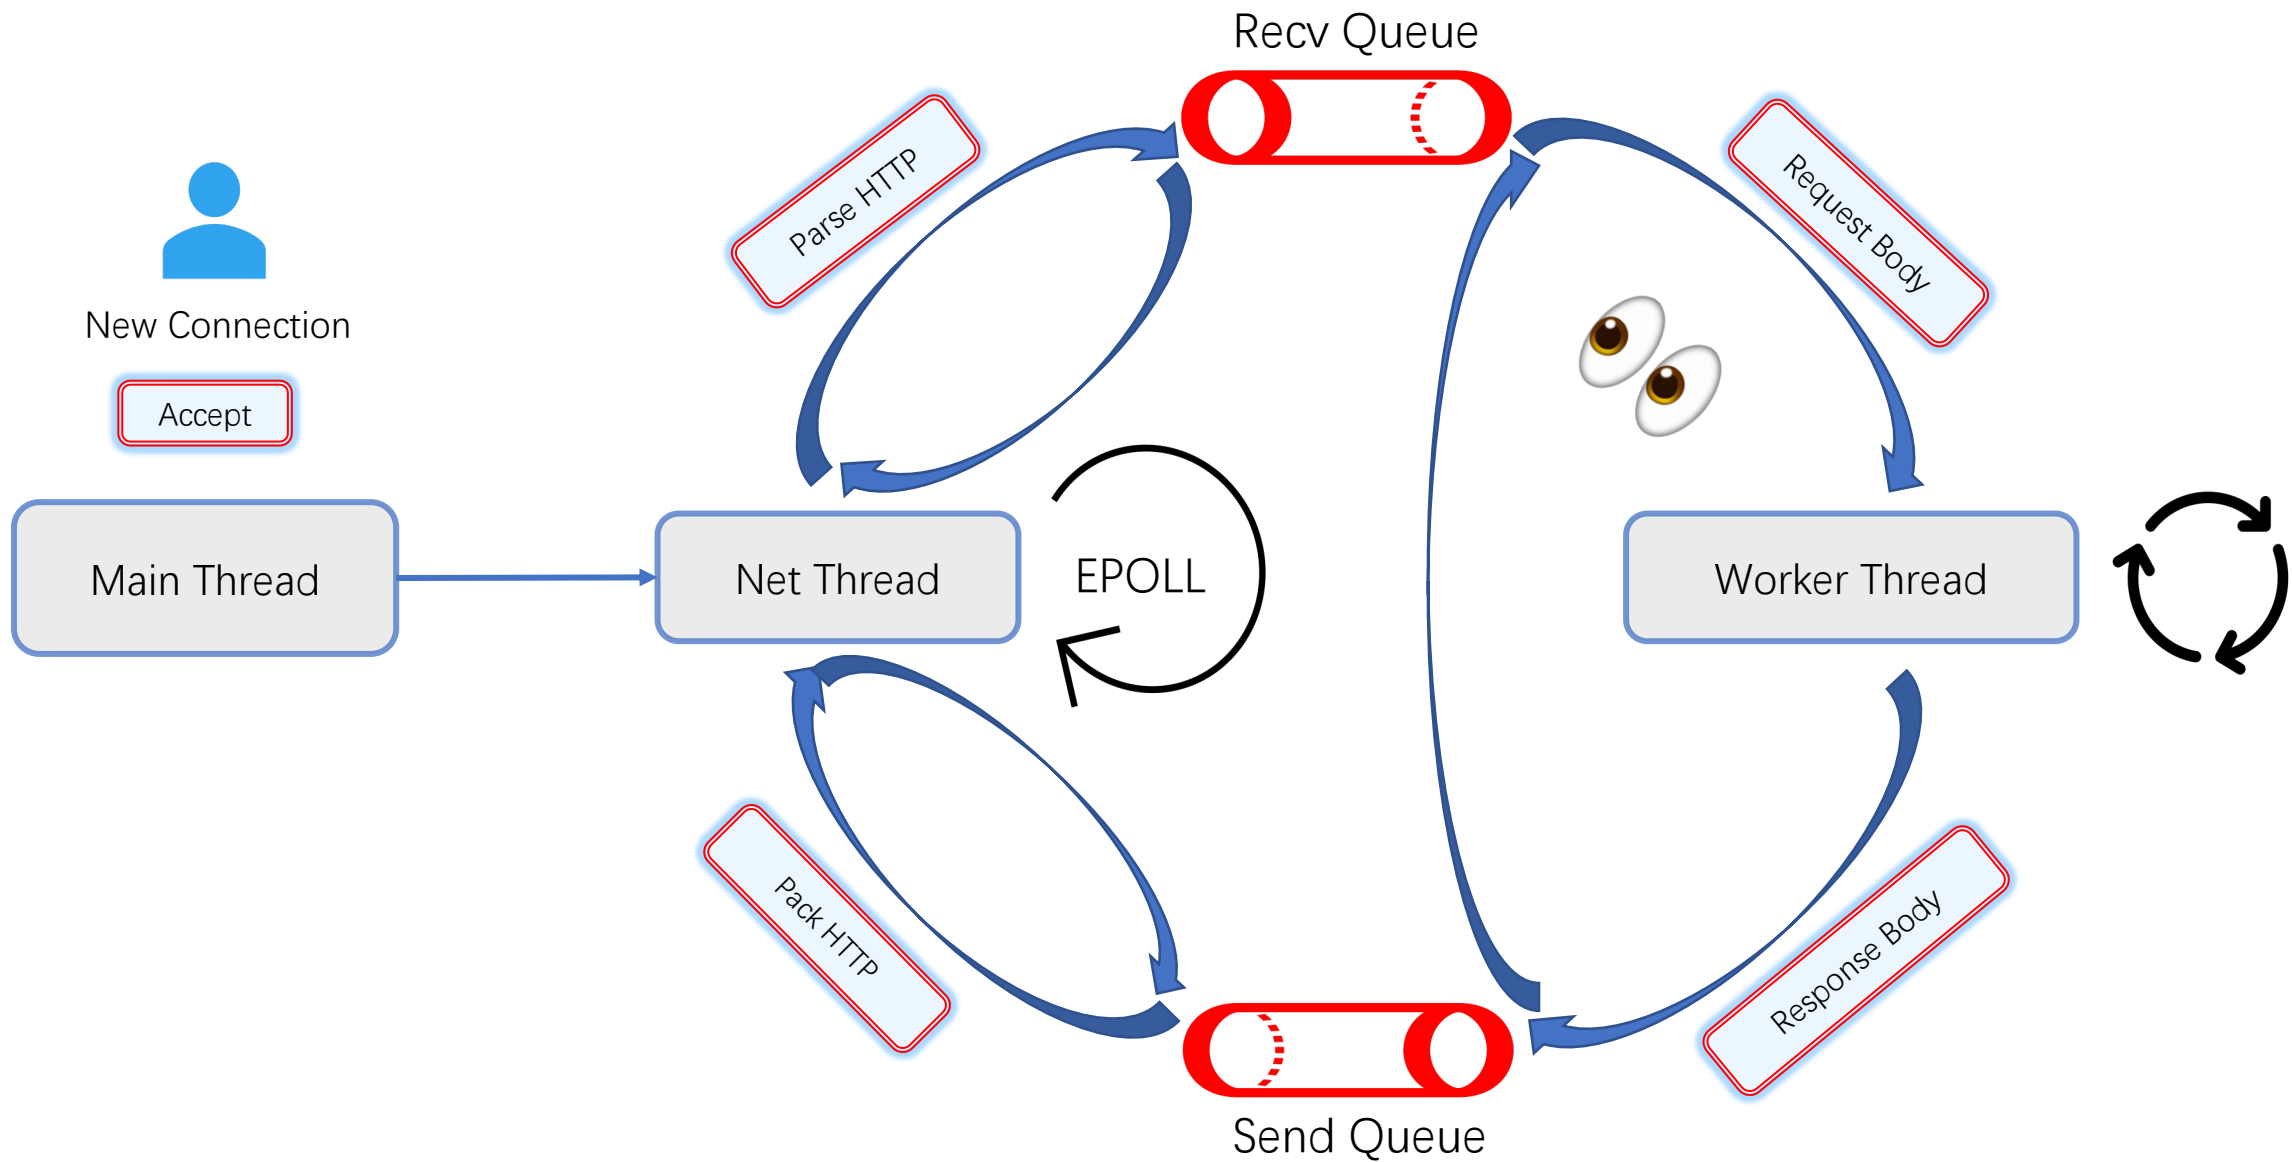 Recv Queue
Parse HTTP
Request Body
New Connection
Accept
Main Thread
Net Thread
EPOLL
Worker Thread
Pack HTTP
Response Body
Send Queue